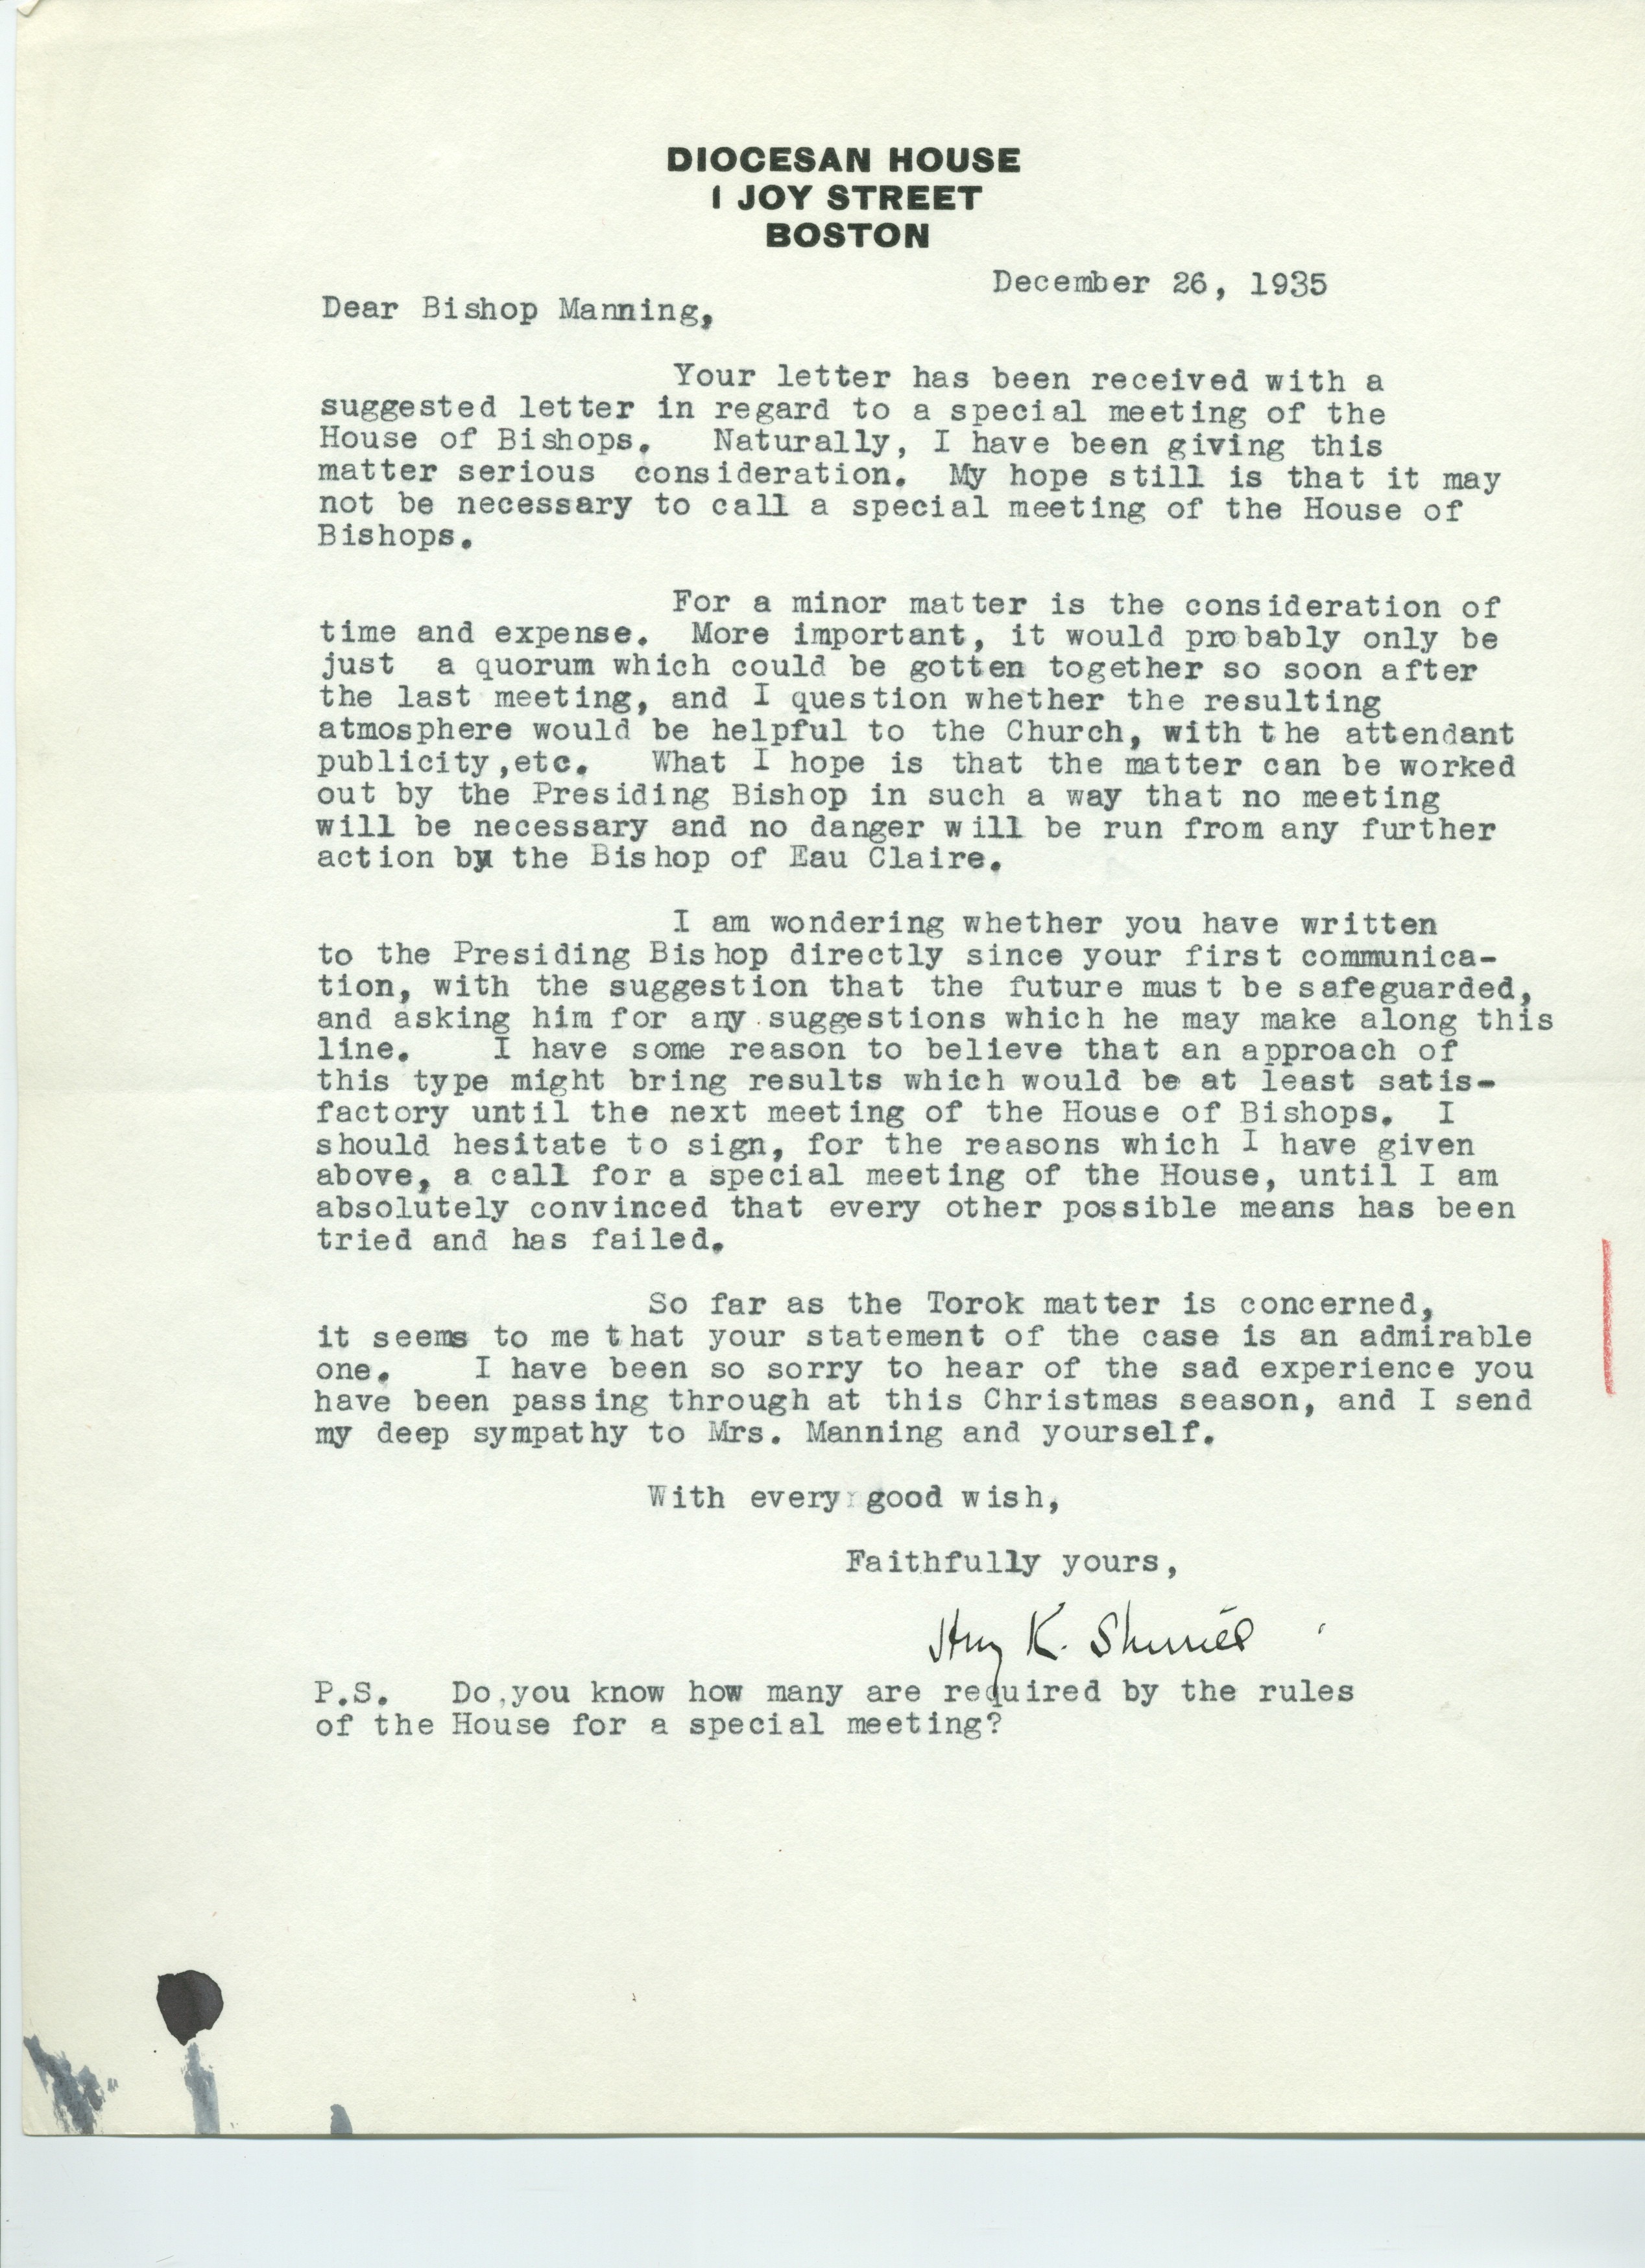 DIOCESAN HOUSE
1 JOY STREET
BOSTON
December 26, 1935
Dear Bishop Manning,
Your letter has been received with a
suggested letter in regard to a special meeting of the
House of Bishops. Naturally, I have been giving this
matter serious consideration. My hope still is that it may
not be necessary to call a special meeting of the House of
Bishops.
For a minor matter is the consideration of
time and expense. More important, it would probably only be
just a quorum which could be gotten together so soon after
the last meeting, and I question whether the resulting
atmosphere would be helpful to the Church, with the attendant
publicity,etc. What I hope is that the matter can be worked
out by the Presiding Bishop in such a way that no meeting
will be necessary and no danger will be run from any further
action by the Bishop of Eau Claire.
I am wondering whether you have written
to the Presiding Bishop directly since your first communica-
tion, with the suggestion that the future must be safeguarded,
and asking him for any suggestions which he may make along this
line. I have some reason to believe that an approach of
this type might bring results which would be at least satis-
factory until the next meeting of the House of Bishops. I
should hesitate to sign, for the reasons which I have given
above, a call for a special meeting of the House, until I am
absolutely convinced that every other possible means has been
tried and has failed.
So far as the Torok matter is concerned,
it seems to me that your statement of the case is an admirable
one. I have been so sorry to hear of the sad experience you
have been passing through at this Christmas season, and I send
my deep sympathy to Mrs. Manning and yourself.
With every good wish,
Faithfully yours,
Henry K. Sherrill
P.S. Do you know how many are required by the rules
of the House for a special meeting?